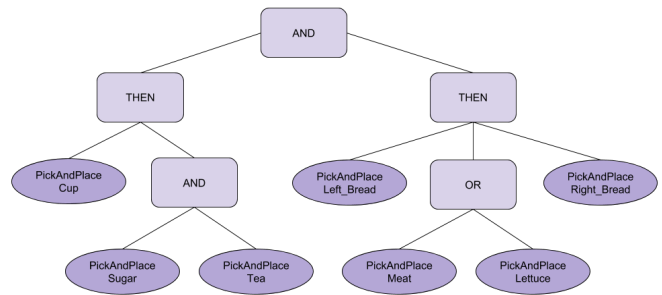 AND
THEN
THEN
PickAndPlace
Cup
AND
PickAndPlace
Left_Bread
OR
PickAndPlace
Right_Bread
PickAndPlace
Sugar
PickAndPlace
Tea
PickAndPlace
Meat
PickAndPlace
Lettuce